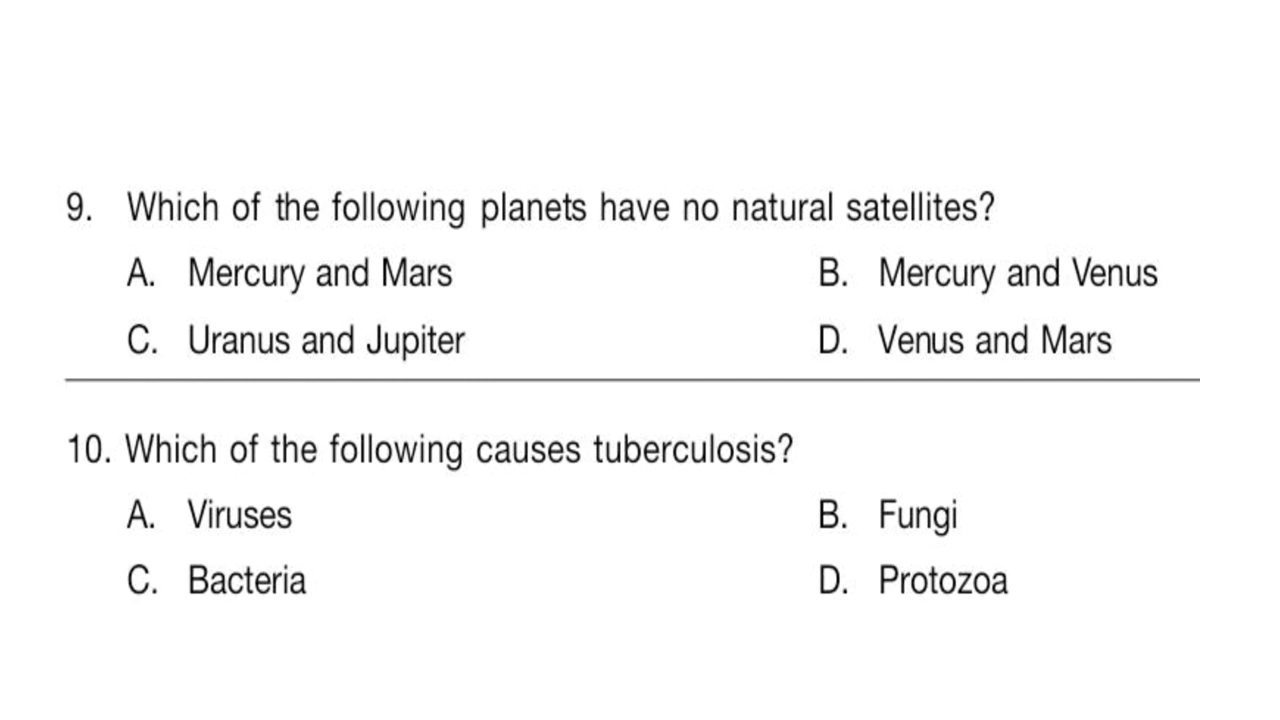 9. Which of the following planets have no natural satellites?
A. Mercury and Mars B. Mercury and Venus
C. Uranus and Jupiter D. Venus and Mars
10. Which of the following causes tuberculosis?
A. Viruses B. Fungi
C. Bacteria D. Protozoa